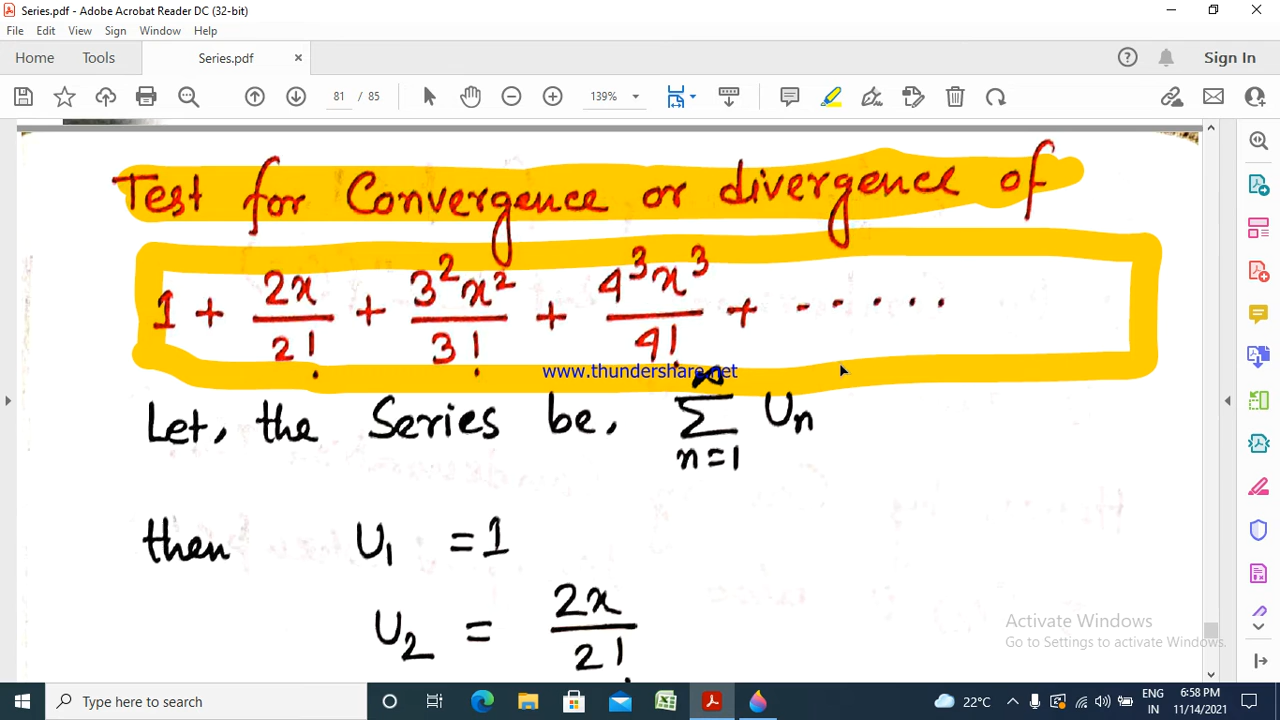 Series.pdf - Adobe Acrobat Reader DC (32-bit)
File Edit View Sign Window Help
Home Tools Series.pdf × Sign In
81 / 85 139%
Test for Convergence or divergence of
1 + 2x/2! + 3²x²/3! + 4³x³/4! + .....
www.thundershare.net
Let, the Series be, ∑_{n=1}^{∞} Un
then U₁ = 1
U₂ = 2x/2!
Activate Windows
Go to Settings to activate Windows.
Type here to search
22°C ENG IN 6:58 PM 11/14/2021